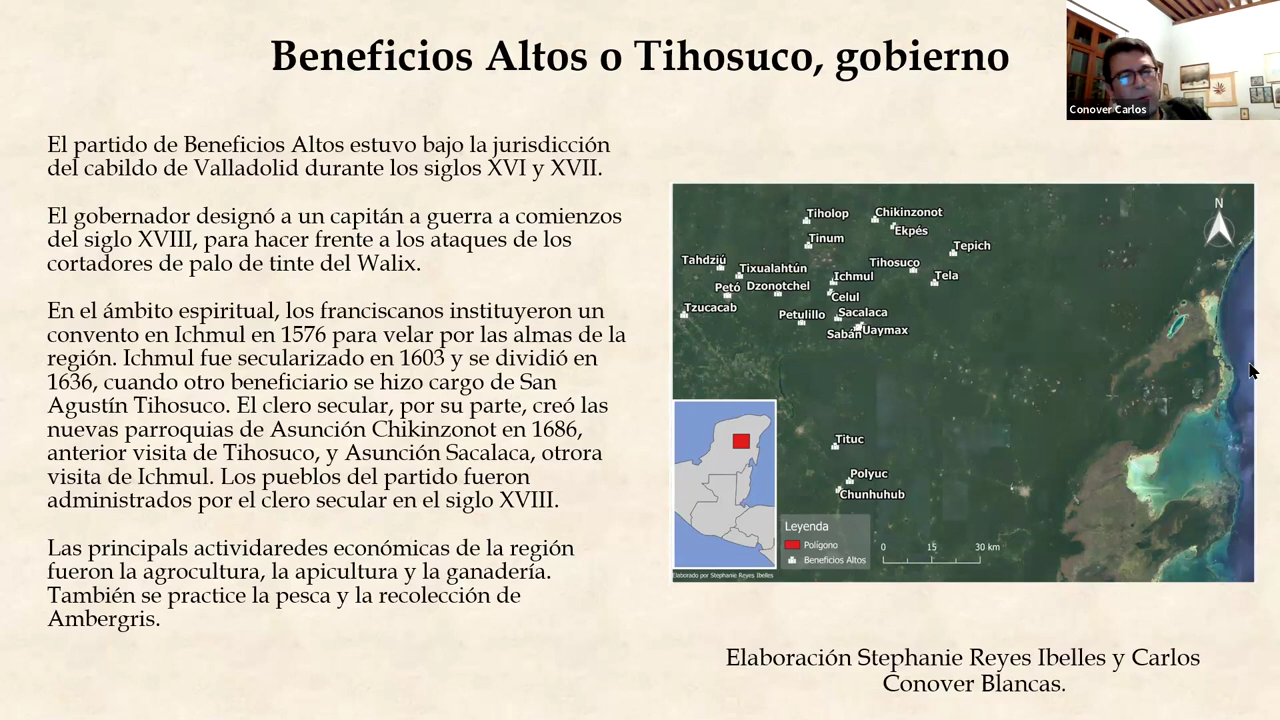 Beneficios Altos o Tihosuco, gobierno
Conover Carlos
El partido de Beneficios Altos estuvo bajo la jurisdicción
del cabildo de Valladolid durante los siglos XVI y XVII.
El gobernador designó a un capitán a guerra a comienzos
del siglo XVIII, para hacer frente a los ataques de los
cortadores de palo de tinte del Walix.
En el ámbito espiritual, los franciscanos instituyeron un
convento en Ichmul en 1576 para velar por las almas de la
región. Ichmul fue secularizado en 1603 y se dividió en
1636, cuando otro beneficiario se hizo cargo de San
Agustín Tihosuco. El clero secular, por su parte, creó las
nuevas parroquias de Asunción Chikinzonot en 1686,
anterior visita de Tihosuco, y Asunción Sacalaca, otrora
visita de Ichmul. Los pueblos del partido fueron
administrados por el clero secular en el siglo XVIII.
Las principals actividaredes económicas de la región
fueron la agrocultura, la apicultura y la ganadería.
También se practice la pesca y la recolección de
Ambergris.
Tiholop
Chikinzonot
Ekpés
Tinum
Tepich
Tahdziú
Tixualahtún
Tihosuco
Ichmul
Tela
Petó
Dzonotchel
Celul
Tzucacab
Petulillo
Sacalaca
Sabán
Uaymax
Tituc
Polyuc
Chunhuhub
N
Leyenda
Polígono
Beneficios Altos
0 15 30 km
Elaborado por Stephanie Reyes Ibelles
Elaboración Stephanie Reyes Ibelles y Carlos
Conover Blancas.